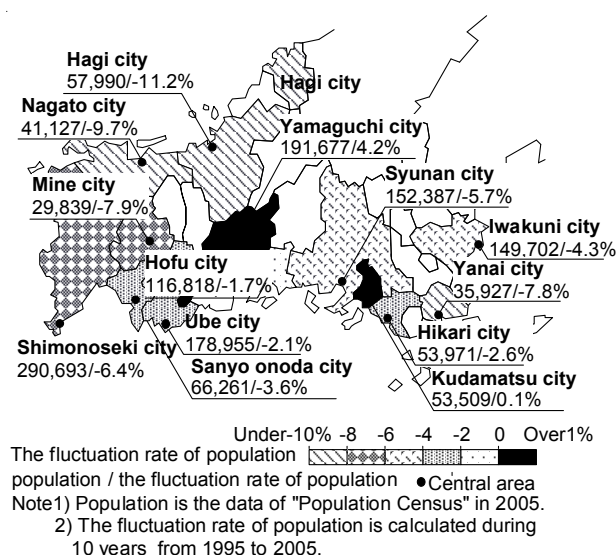 Hagi city
57,990/-11.2%
Hagi city
Nagato city
41,127/-9.7%
Yamaguchi city
191,677/4.2%
Syunan city
152,387/-5.7%
Mine city
29,839/-7.9%
Iwakuni city
149,702/-4.3%
Hofu city
116,818/-1.7%
Yanai city
35,927/-7.8%
Ube city
178,955/-2.1%
Hikari city
53,971/-2.6%
Shimonoseki city
290,693/-6.4%
Sanyo onoda city
66,261/-3.6%
Kudamatsu city
53,509/0.1%
Under-10% -8 -6 -4 -2 0 Over1%
The fluctuation rate of population
population / the fluctuation rate of population ●Central area
Note1) Population is the data of "Population Census" in 2005.
2) The fluctuation rate of population is calculated during
10 years from 1995 to 2005.